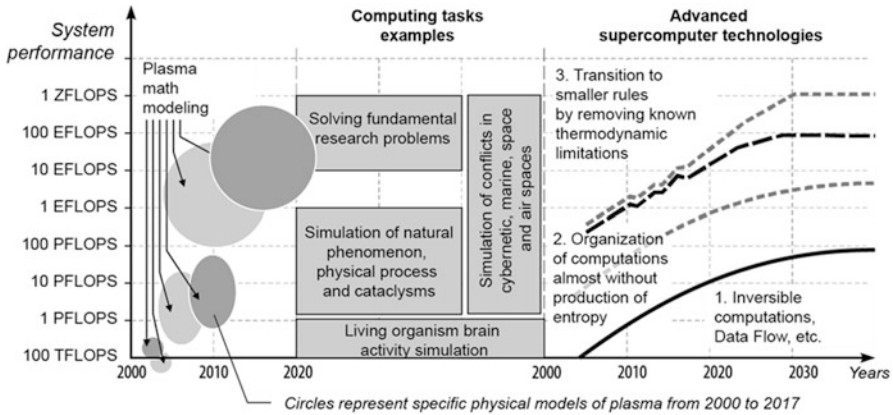 System
performance
Computing tasks
examples
Advanced
supercomputer technologies
Plasma
math
modeling
1 ZFLOPS
100 EFLOPS
10 EFLOPS
1 EFLOPS
100 PFLOPS
10 PFLOPS
1 PFLOPS
100 TFLOPS
Solving fundamental
research problems
Simulation of natural
phenomenon,
physical process
and cataclysms
Simulation of conflicts in
cybernetic, marine, space
and air spaces
Living organism brain
activity simulation
3. Transition to
smaller rules
by removing known
thermodynamic
limitations
2. Organization
of computations
almost without
production of
entropy
1. Inversible
computations,
Data Flow, etc.
2000
2010
2020
2000
2010
2020
2030
Years
Circles represent specific physical models of plasma from 2000 to 2017